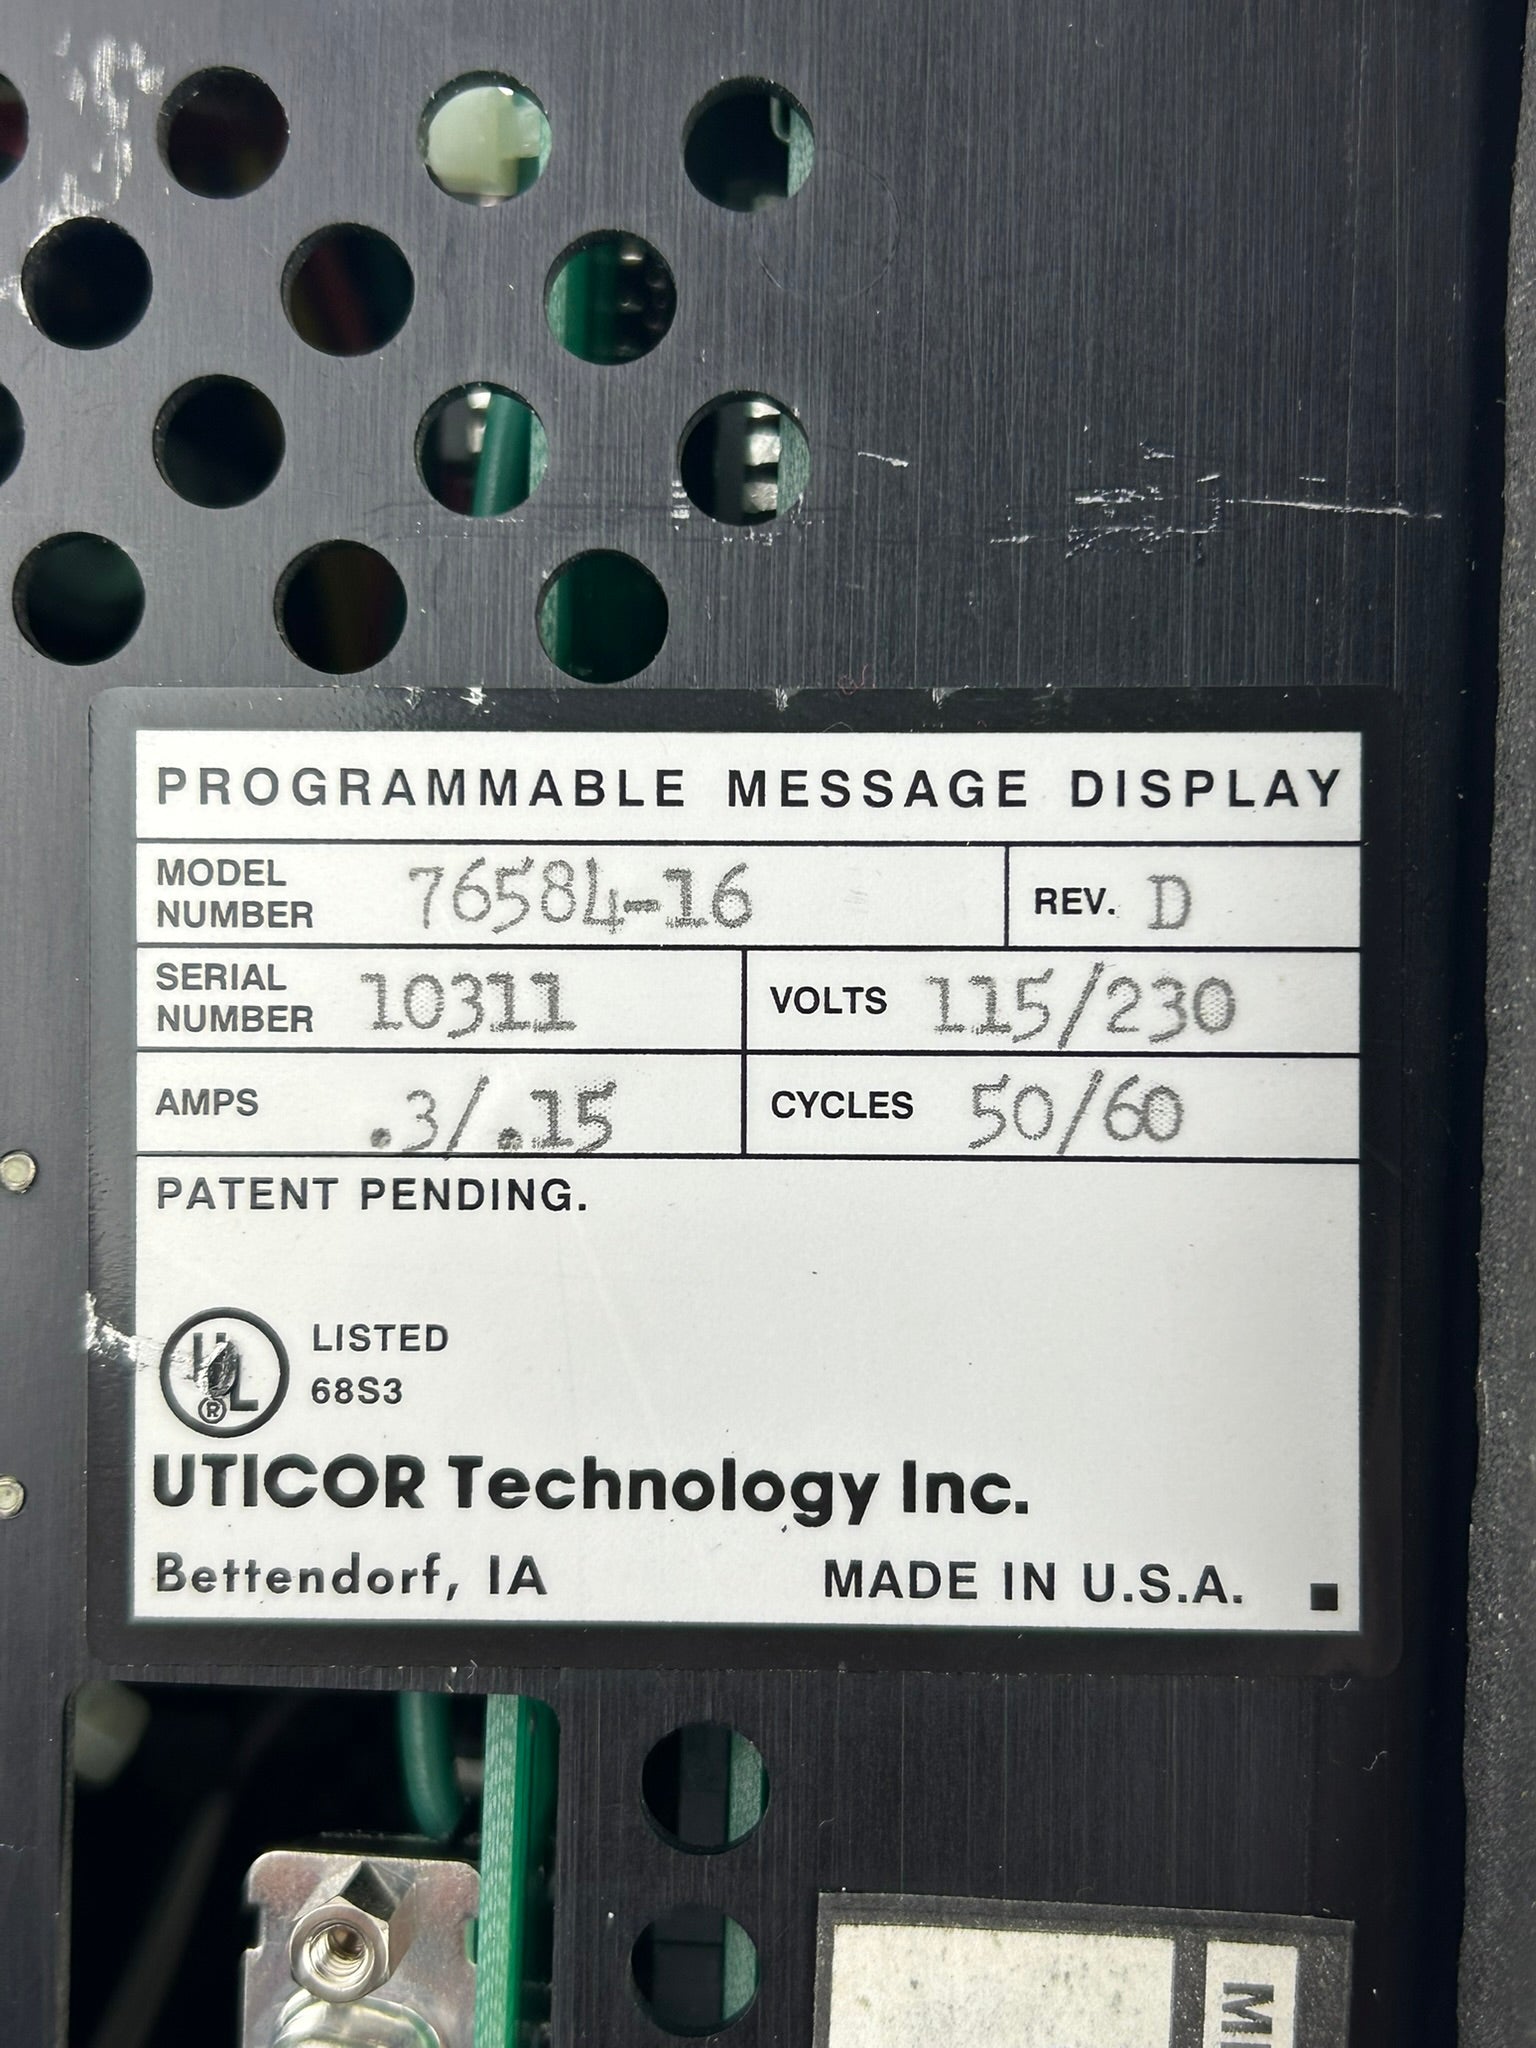 PROGRAMMABLE MESSAGE DISPLAY
MODEL NUMBER 76584-16 REV. D
SERIAL NUMBER 10311 VOLTS 115/230
AMPS .3/.15 CYCLES 50/60
PATENT PENDING.
UL ® LISTED
68S3
UTICOR Technology Inc.
Bettendorf, IA MADE IN U.S.A.